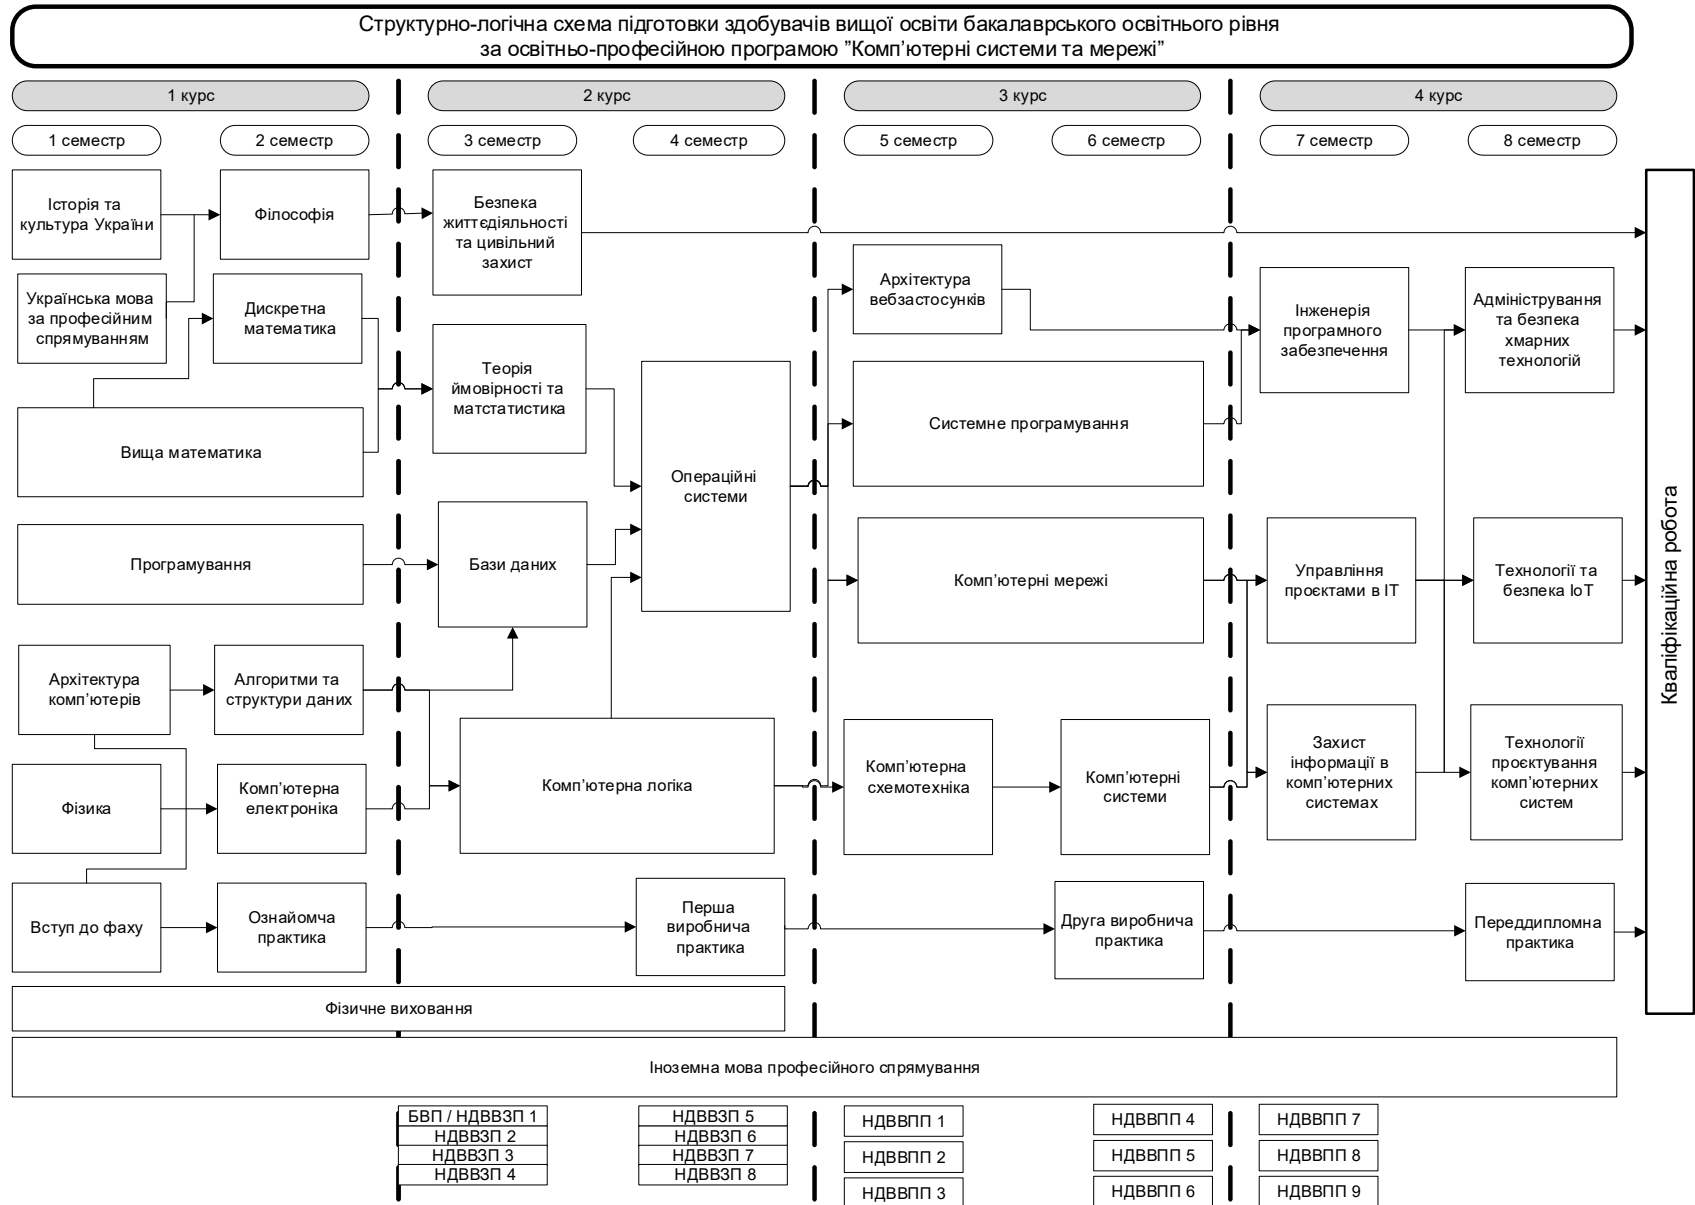 Структурно-логічна схема підготовки здобувачів вищої освіти бакалаврського освітнього рівня
за освітньо-професійною програмою ”Комп’ютерні системи та мережі”
1 курс
2 курс
3 курс
4 курс
1 семестр
2 семестр
3 семестр
4 семестр
5 семестр
6 семестр
7 семестр
8 семестр
Історія та
культура України
Філософія
Безпека
життєдіяльності
та цивільний
захист
Українська мова
за професійним
спрямуванням
Дискретна
математика
Архітектура
вебзастосунків
Інженерія
програмного
забезпечення
Адміністрування
та безпека
хмарних
технологій
Теорія
ймовірності та
матстатистика
Вища математика
Операційні
системи
Системне програмування
Програмування
Бази даних
Комп’ютерні мережі
Управління
проєктами в ІТ
Технології та
безпека IoT
Кваліфікаційна робота
Архітектура
комп’ютерів
Алгоритми та
структури даних
Фізика
Комп’ютерна
електроніка
Комп’ютерна логіка
Комп’ютерна
схемотехніка
Комп’ютерні
системи
Захист
інформації в
комп’ютерних
системах
Технології
проєктування
комп’ютерних
систем
Вступ до фаху
Ознайомча
практика
Перша
виробнича
практика
Друга виробнича
практика
Переддипломна
практика
Фізичне виховання
Іноземна мова професійного спрямування
БВП / НДВВЗП 1
НДВВЗП 2
НДВВЗП 3
НДВВЗП 4
НДВВЗП 5
НДВВЗП 6
НДВВЗП 7
НДВВЗП 8
НДВВПП 1
НДВВПП 2
НДВВПП 3
НДВВПП 4
НДВВПП 5
НДВВПП 6
НДВВПП 7
НДВВПП 8
НДВВПП 9